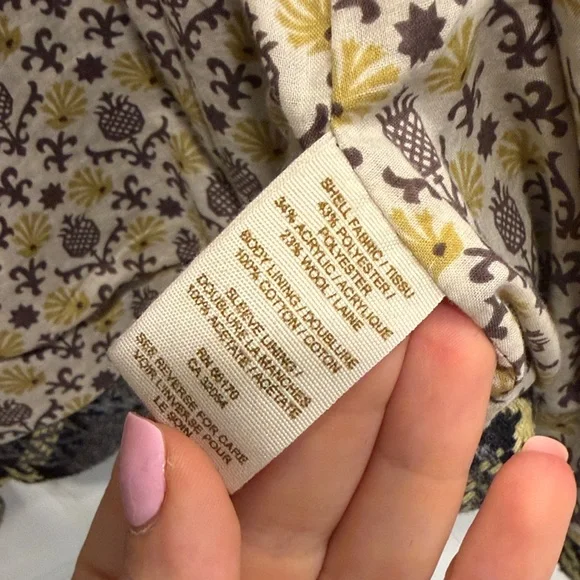 SHELL FABRIC / TISSU
43% POLYESTER /
POLYESTER
34% ACRYLIC / ACRYLIQUE
23% WOOL / LAINE
BODY LINING / DOUBLURE
100% COTTON / COTON
SLEEVE LINING /
DOUBLURE LA MARCHES
100% ACETATE / ACETATE
RN 66170
CA 32054
SEE REVERSE FOR CARE
VOIR L'INVERSE POUR
LE SOIN